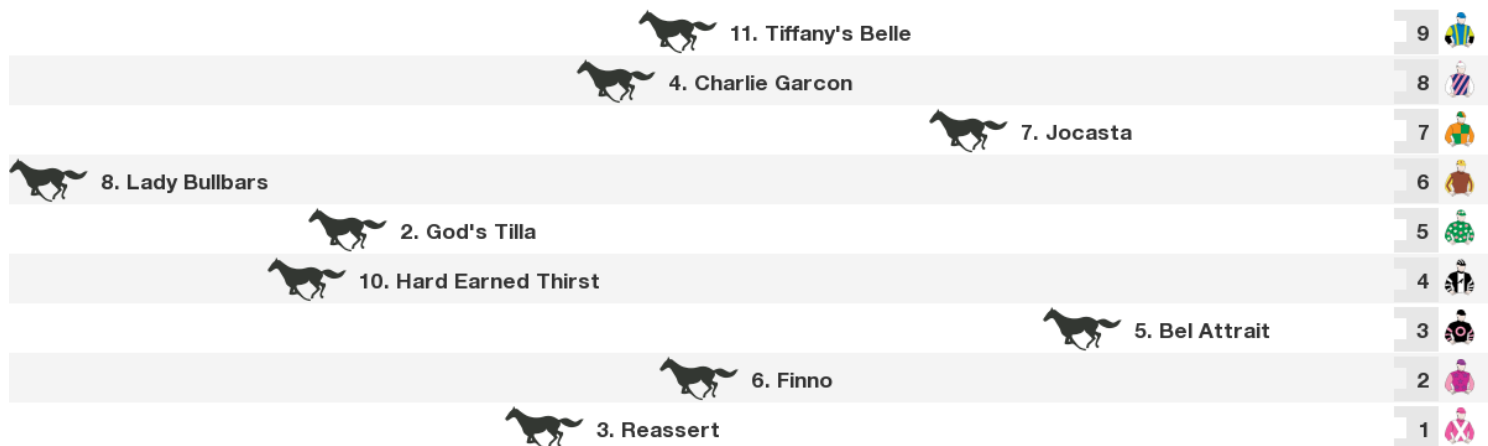 11. Tiffany's Belle 9
4. Charlie Garcon 8
7. Jocasta 7
8. Lady Bullbars 6
2. God's Tilla 5
10. Hard Earned Thirst 4
5. Bel Attrait 3
6. Finno 2
3. Reassert 1